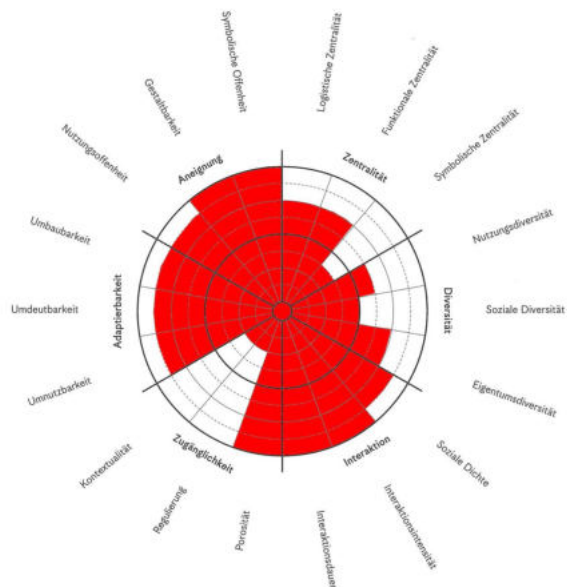 Symbolische Offenheit
Logistische Zentralität
Gestaltbarkeit
Funktionale Zentralität
Nutzungsoffenheit
Symbolische Zentralität
Aneignung
Zentralität
Umbaubarkeit
Nutzungsdiversität
Umdeutbarkeit
Adaptierbarkeit
Diversität
Soziale Diversität
Umnutzbarkeit
Eigentumsdiversität
Zugänglichkeit
Interaktion
Kontextualität
Soziale Dichte
Regulierung
Interaktionsintensität
Porosität
Interaktionsdauer